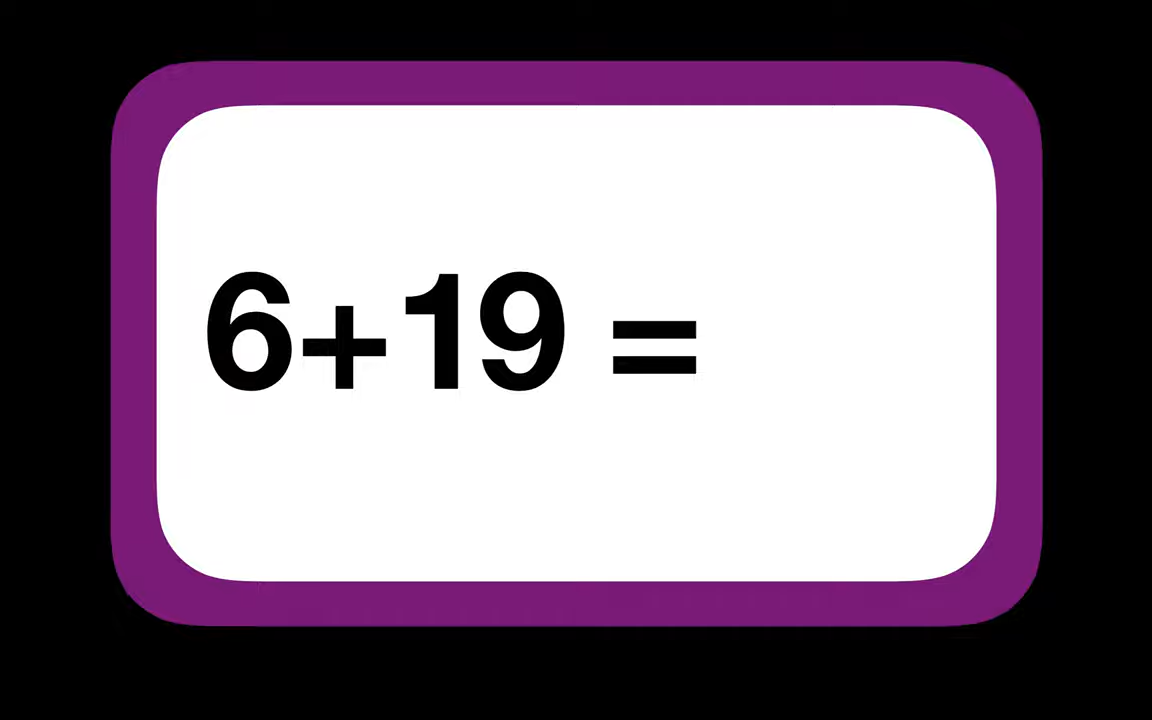 6+19 =